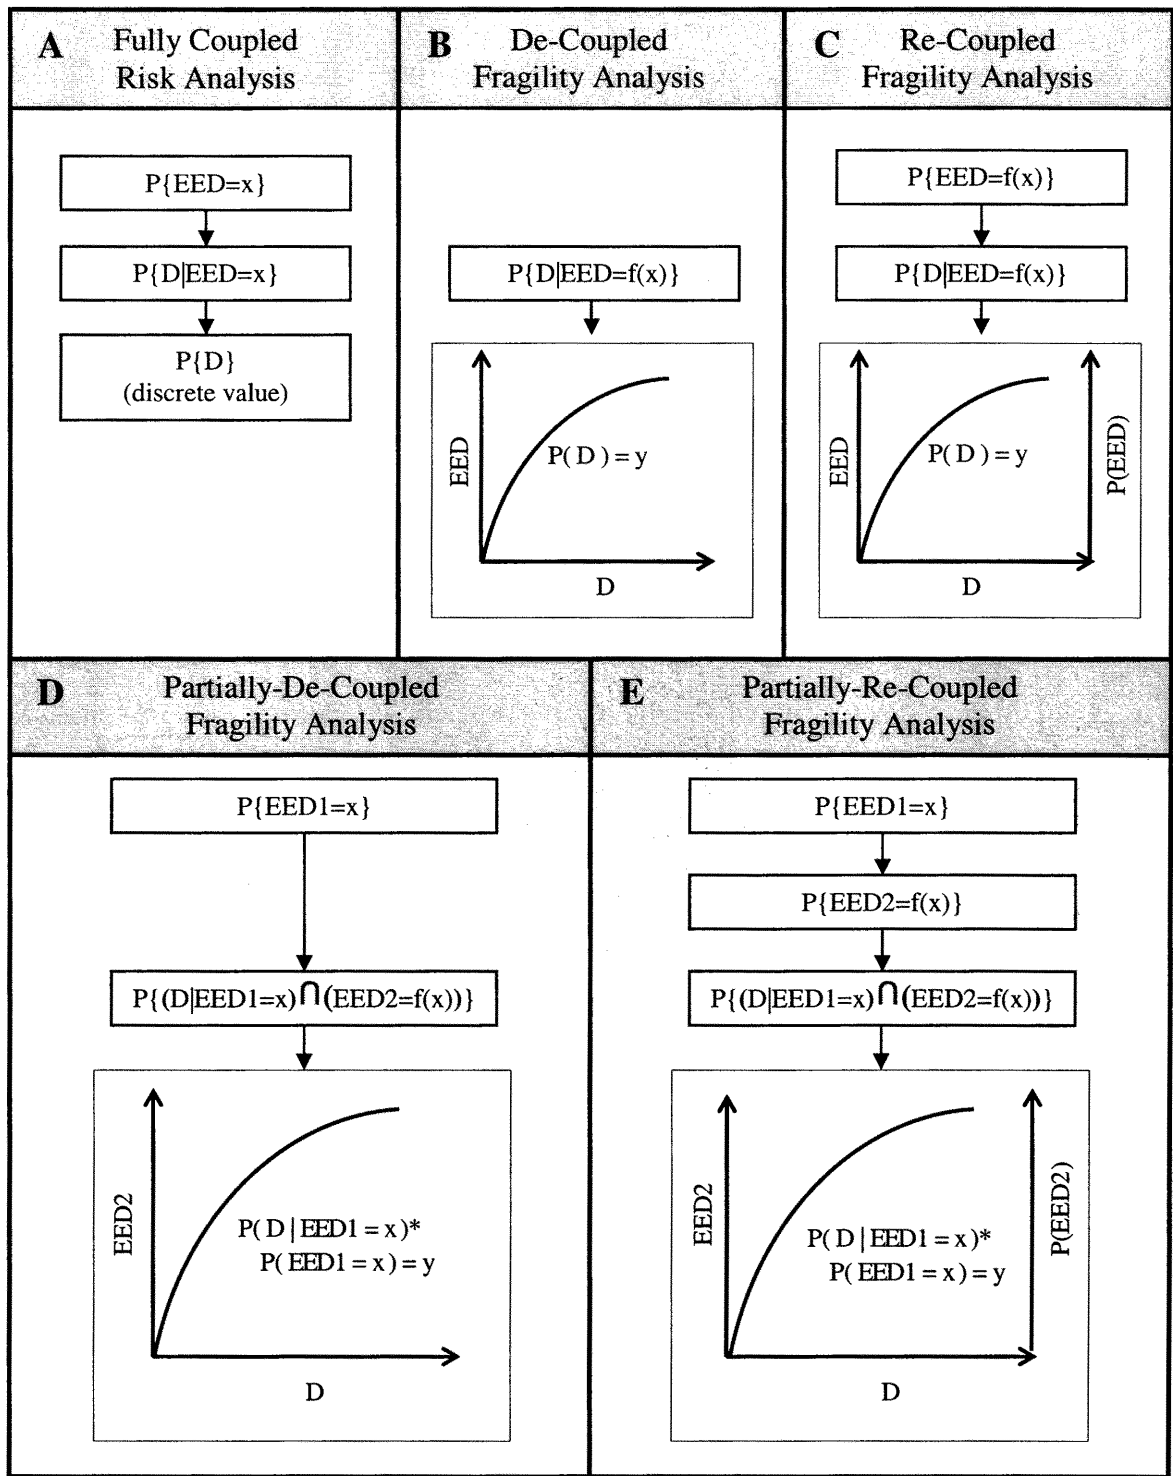 A Fully Coupled
Risk Analysis
P{EED=x}
P{D|EED=x}
P{D}
(discrete value)
B De-Coupled
Fragility Analysis
P{D|EED=f(x)}
EED
P( D ) = y
D
C Re-Coupled
Fragility Analysis
P{EED=f(x)}
P{D|EED=f(x)}
EED
P( D ) = y
P(EED)
D
D Partially-De-Coupled
Fragility Analysis
P{EED1=x}
P{(D|EED1=x)∩(EED2=f(x))}
EED2
P( D | EED1 = x )*
P( EED1 = x ) = y
D
E Partially-Re-Coupled
Fragility Analysis
P{EED1=x}
P{EED2=f(x)}
P{(D|EED1=x)∩(EED2=f(x))}
EED2
P( D | EED1 = x )*
P( EED1 = x ) = y
P(EED2)
D